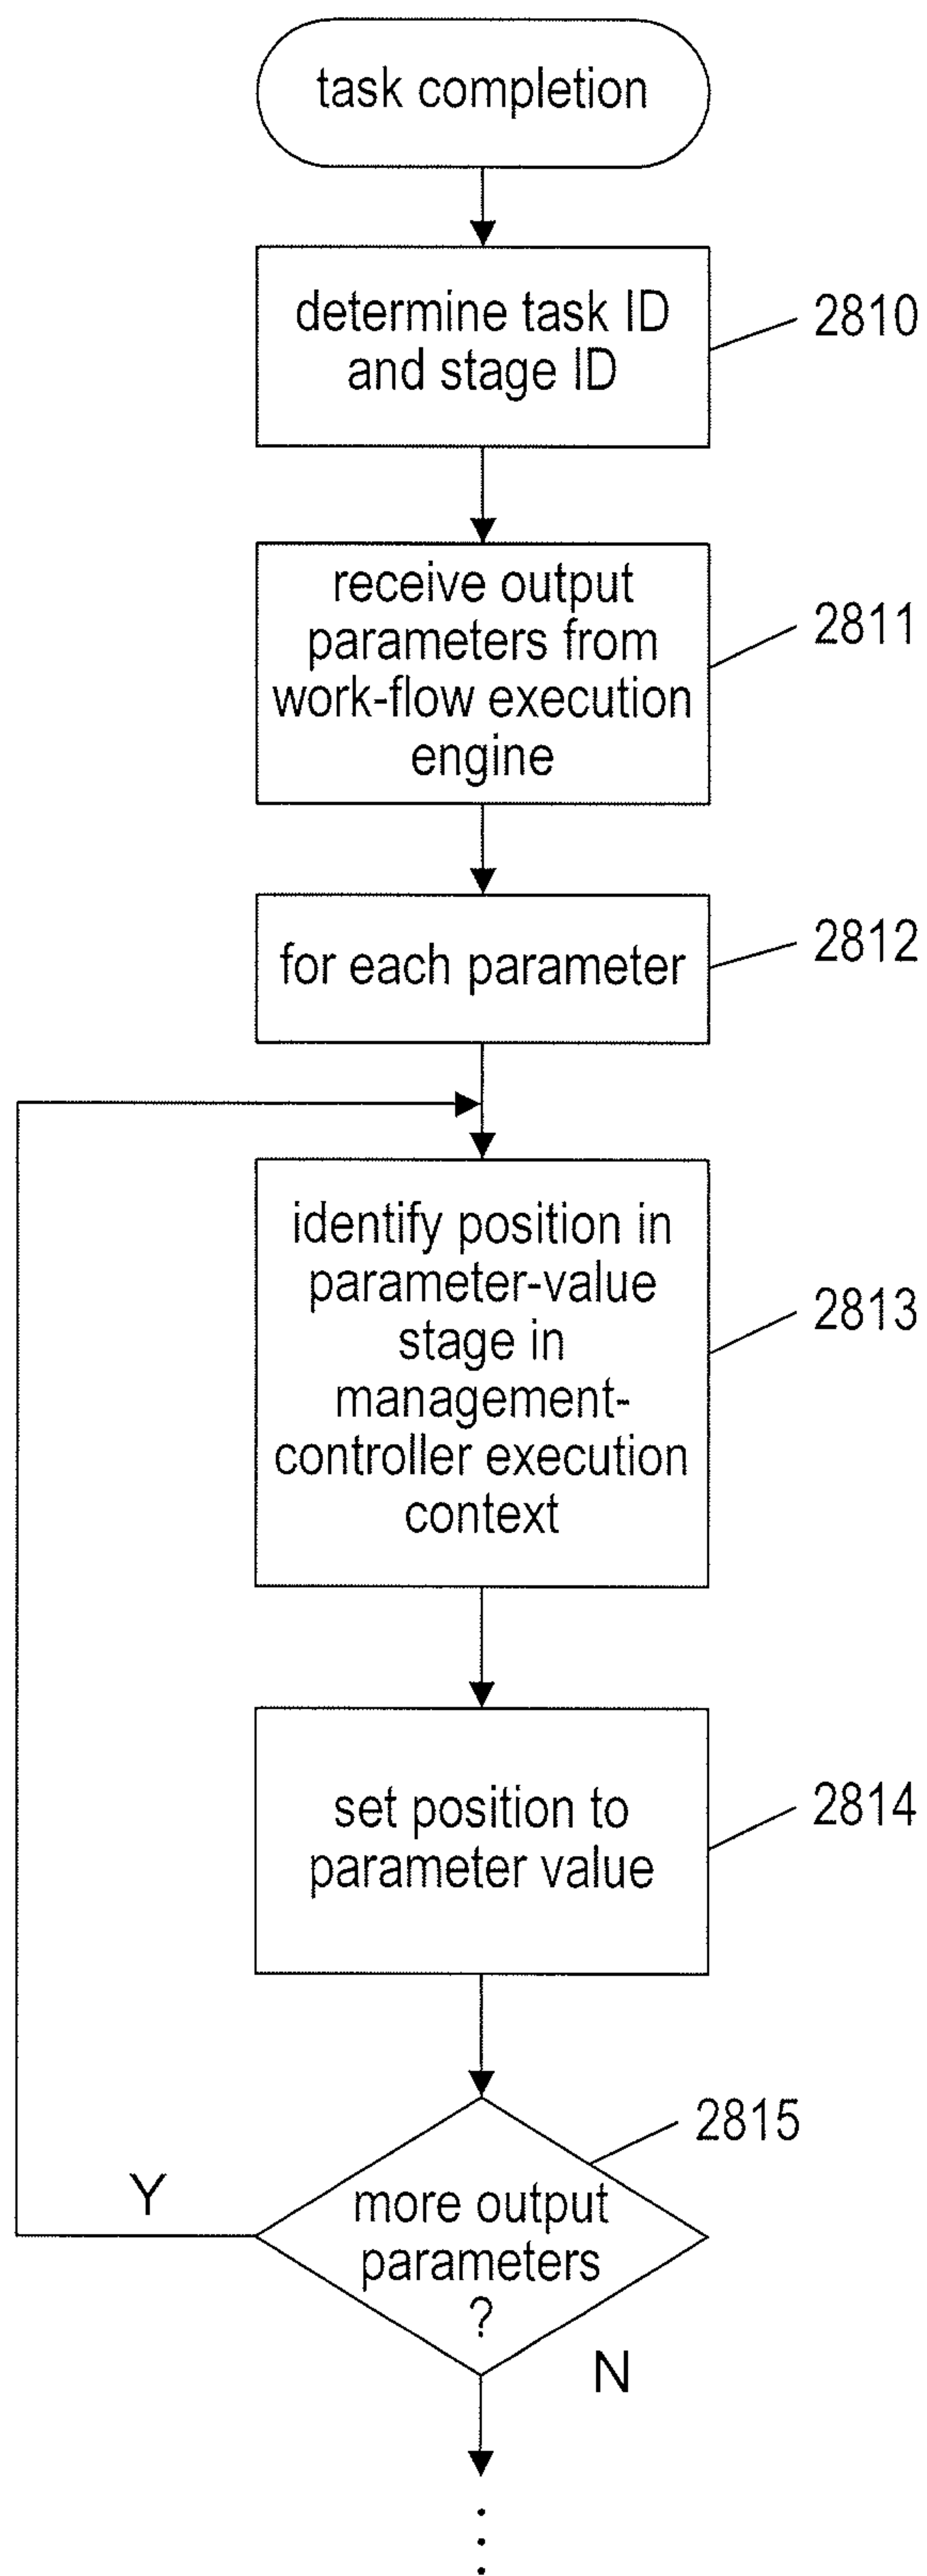 task completion
determine task ID
and stage ID
2810
receive output
parameters from
work-flow execution
engine
2811
for each parameter
2812
identify position in
parameter-value
stage in
management-
controller execution
context
2813
set position to
parameter value
2814
2815
more output
parameters
?
Y
N